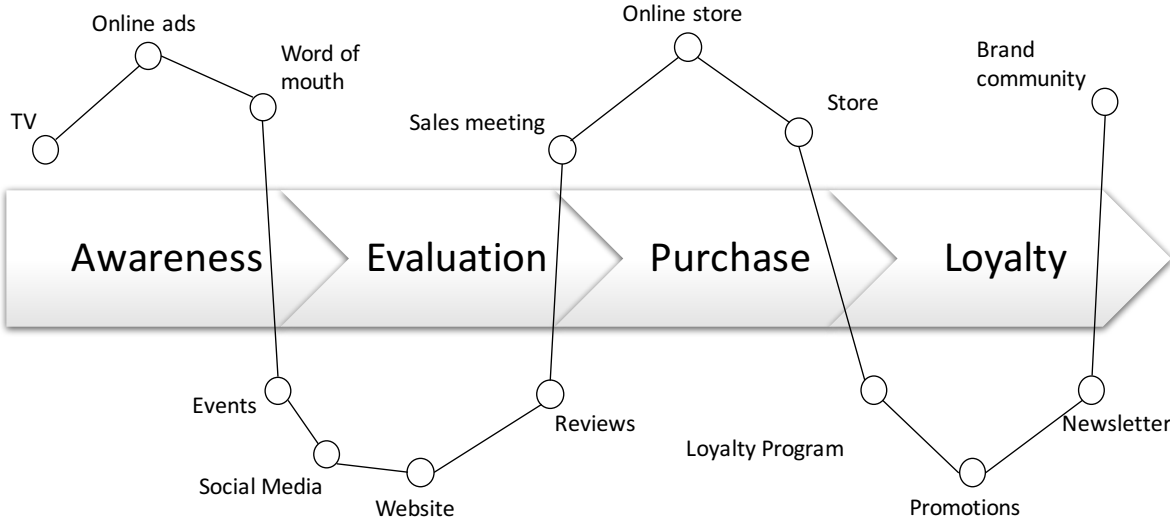 Online store
Online ads
Word of
mouth
Brand
community
TV
Sales meeting
Store
Awareness
Evaluation
Purchase
Loyalty
Events
Reviews
Newsletter
Loyalty Program
Social Media
Website
Promotions